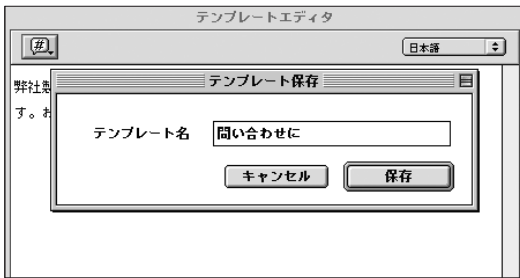 テンプレートエディタ
#
日本語
弊社製
テンプレート保存
す。お
テンプレート名
問い合わせに
キャンセル
保存